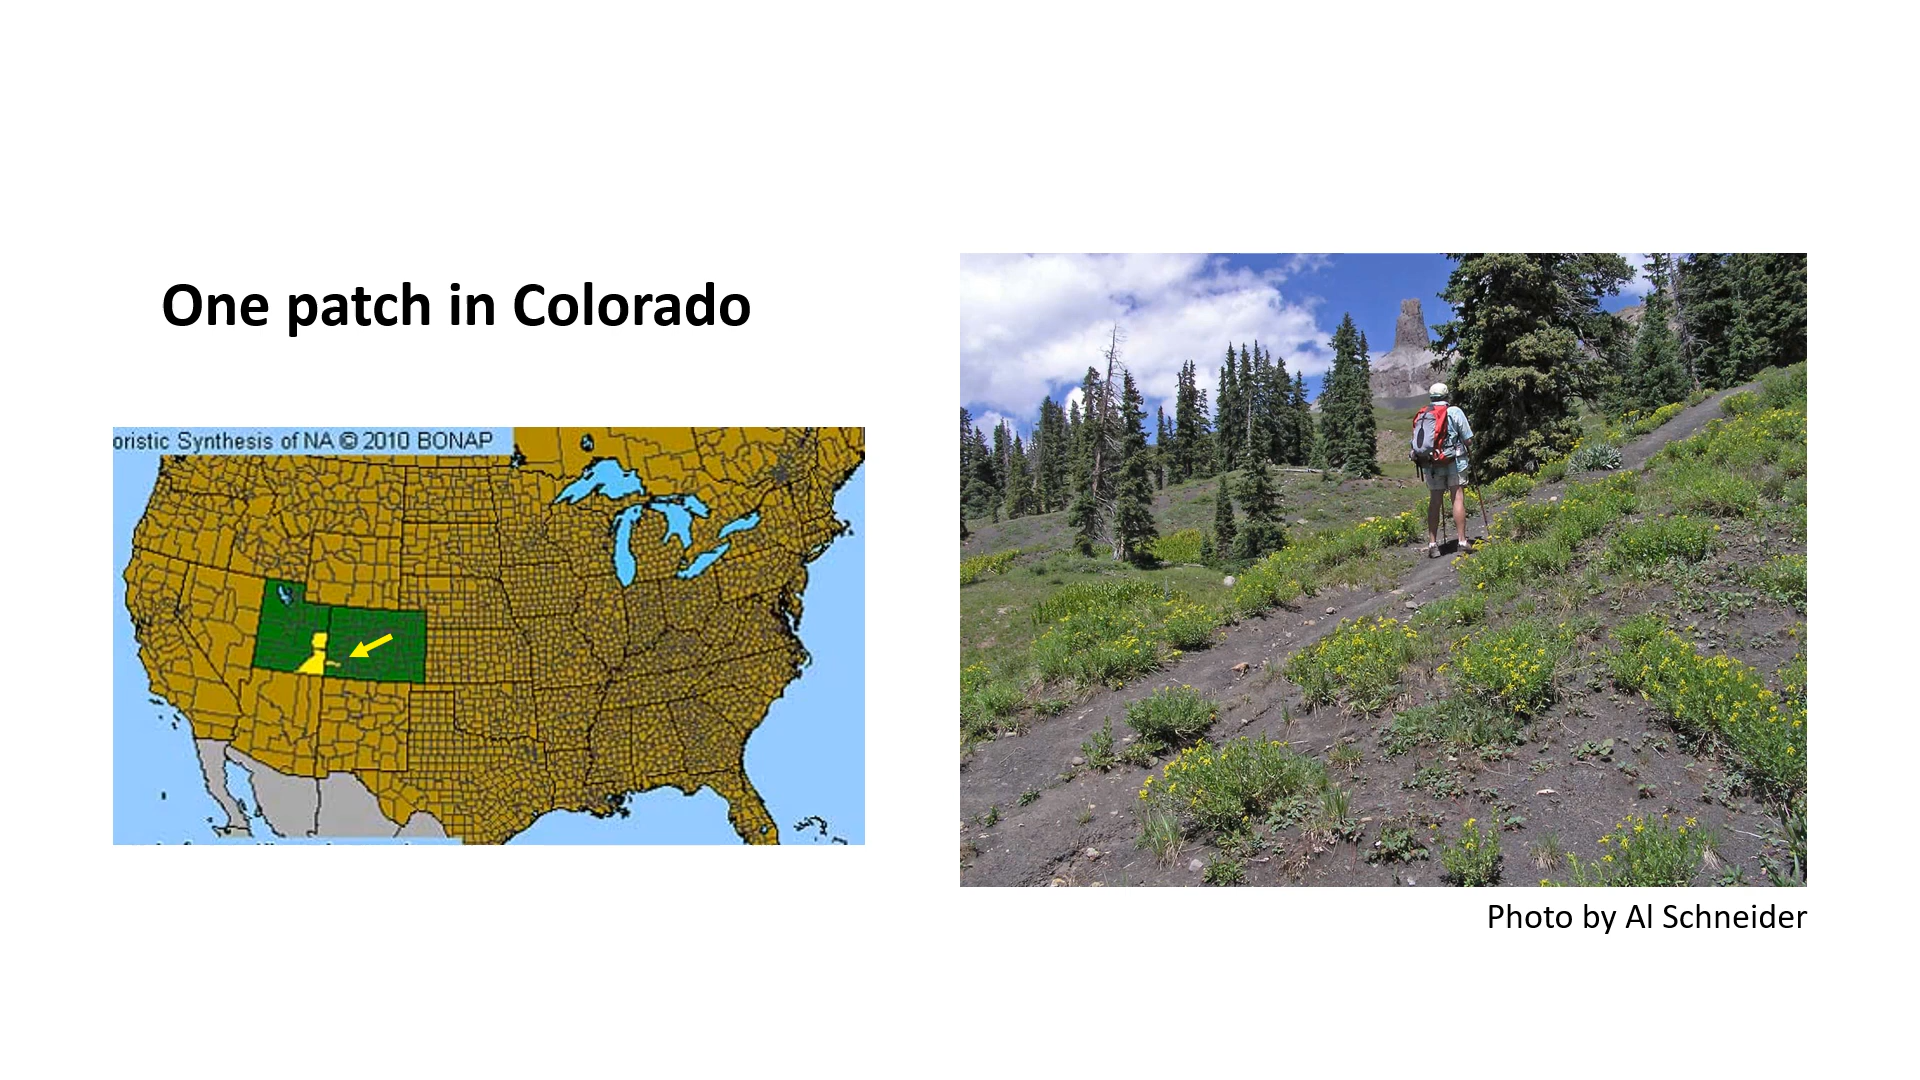 One patch in Colorado
oristic Synthesis of NA © 2010 BONAP
Photo by Al Schneider